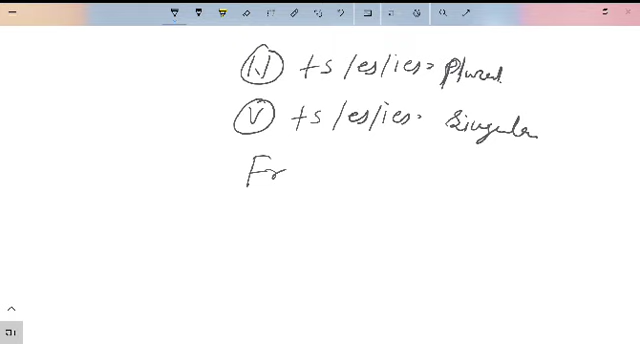 N +s/es/ies = plural
V +s/es/ies = singular
Fr